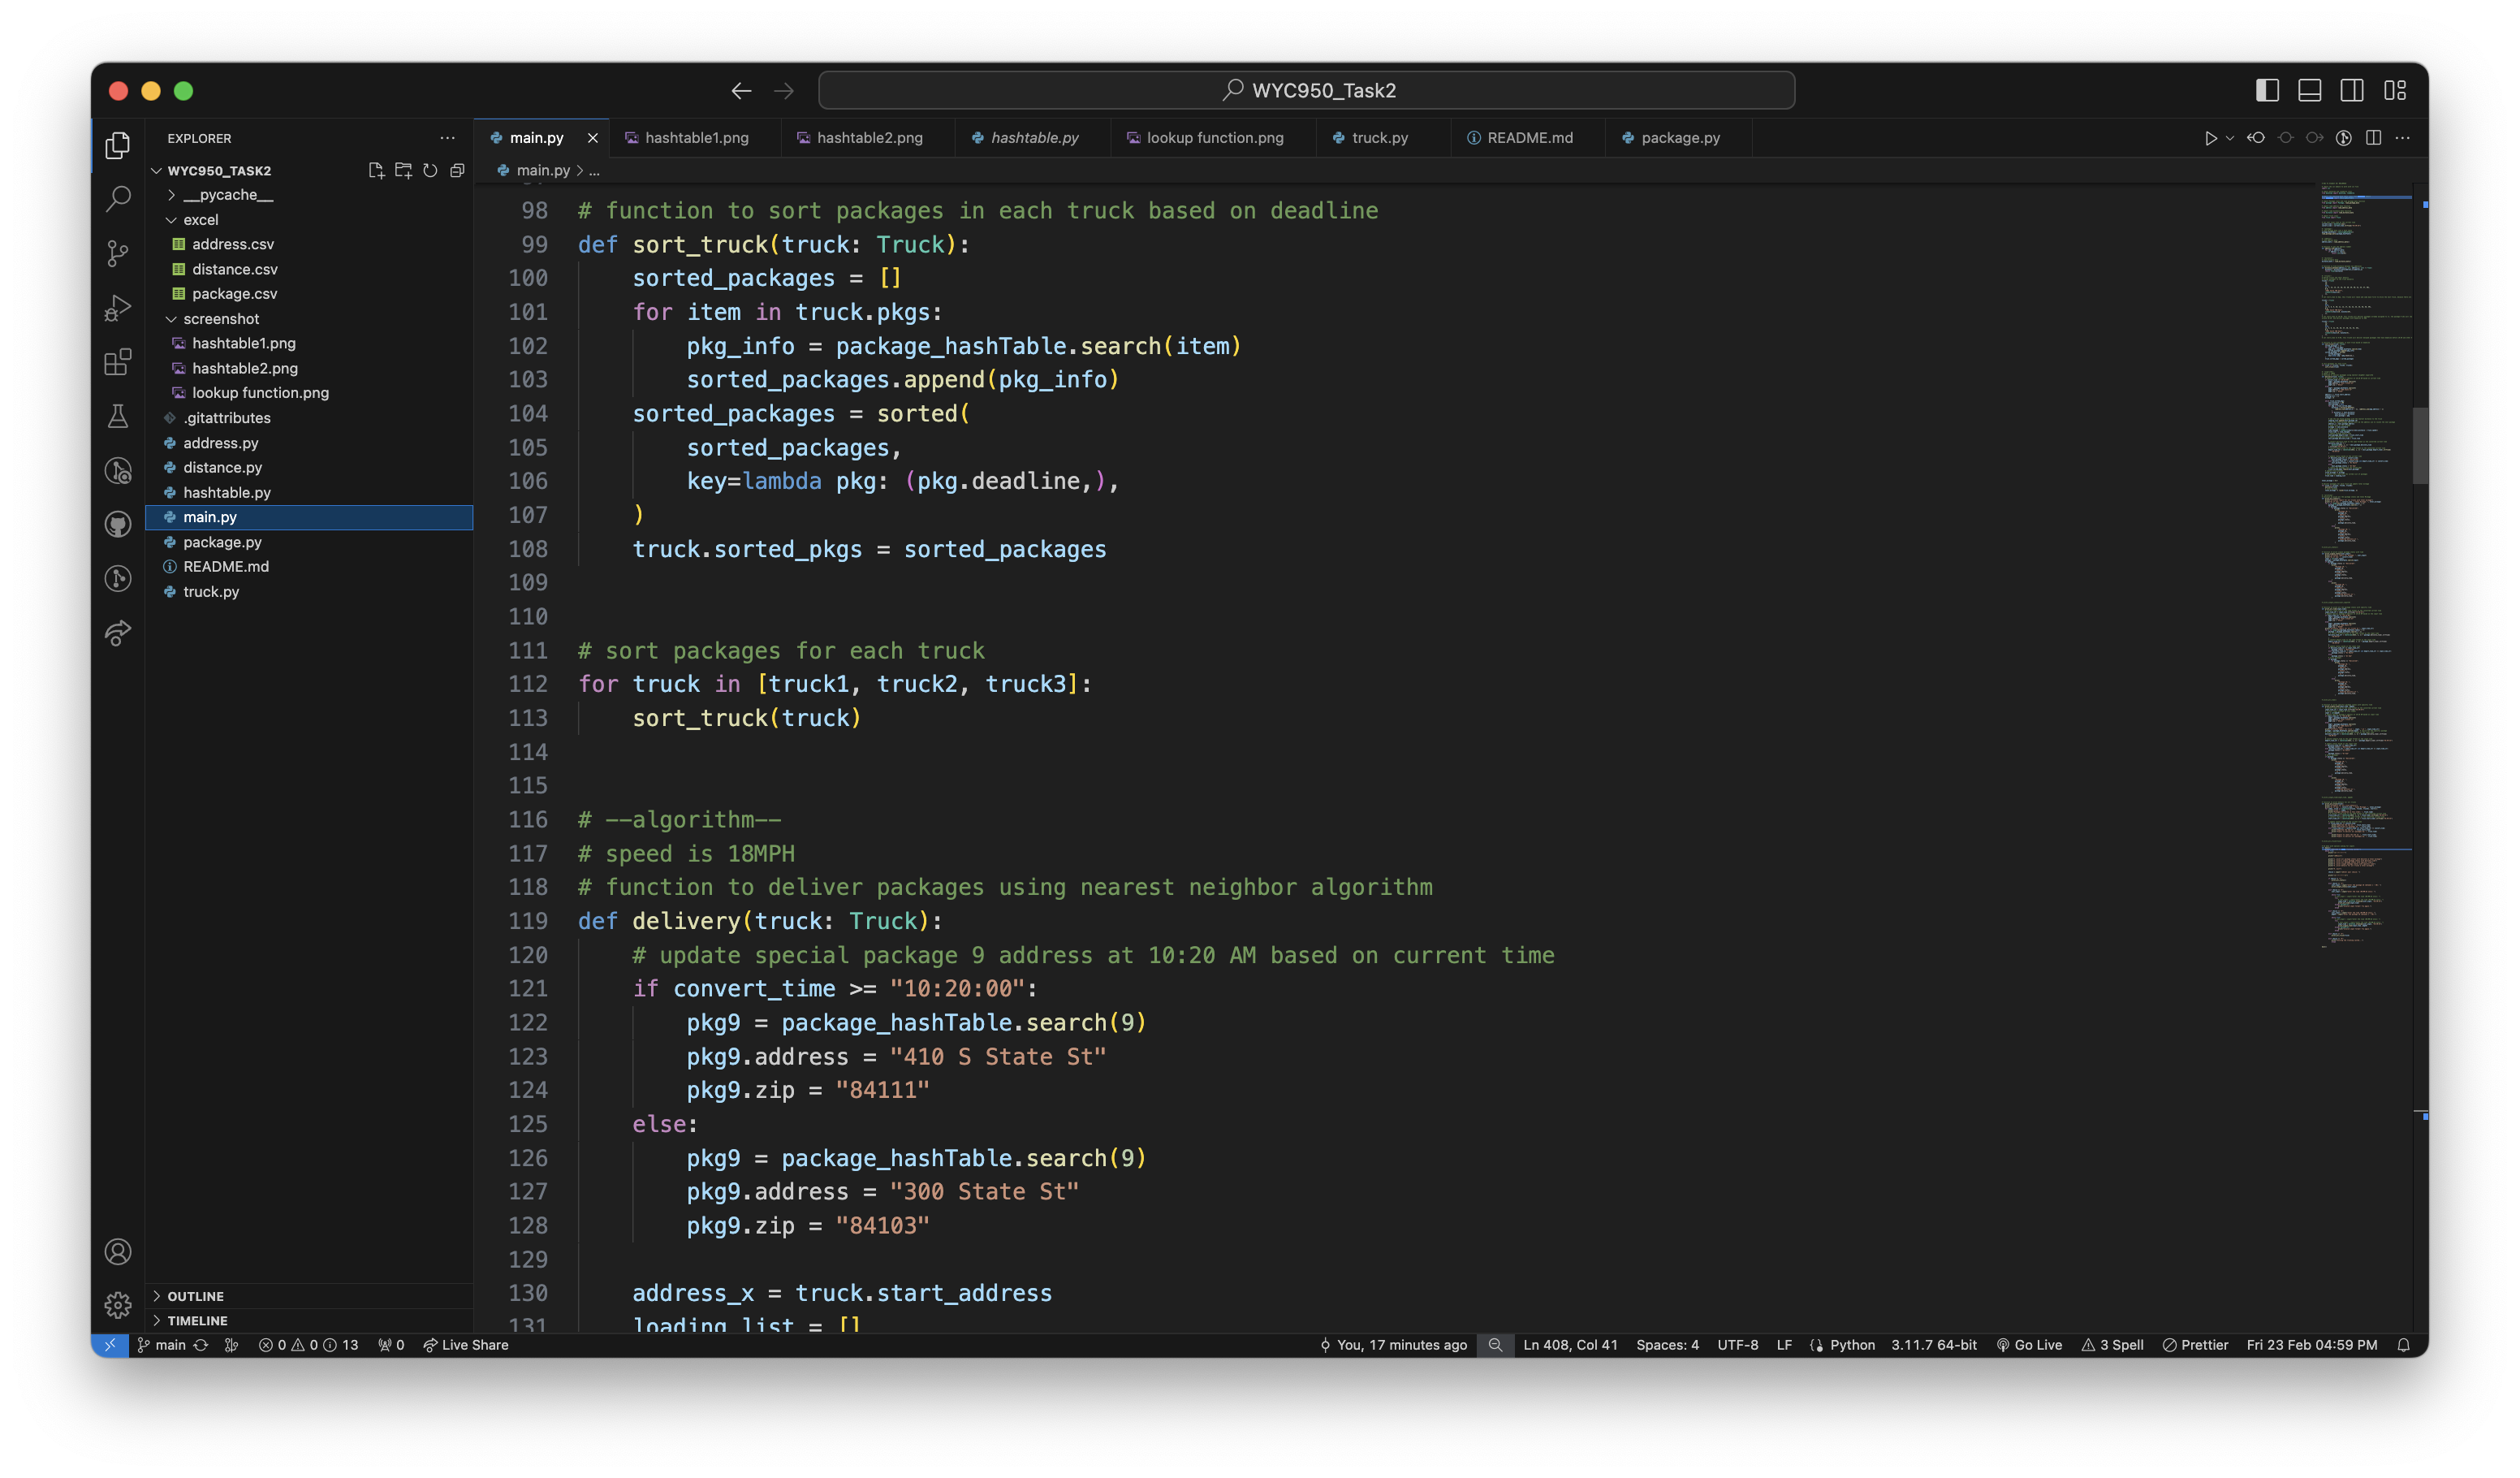 WYC950_Task2
EXPLORER
WYC950_TASK2
__pycache__
excel
address.csv
distance.csv
package.csv
screenshot
hashtable1.png
hashtable2.png
lookup function.png
.gitattributes
address.py
distance.py
hashtable.py
main.py
package.py
README.md
truck.py
OUTLINE
TIMELINE
main.py hashtable1.png hashtable2.png hashtable.py lookup function.png truck.py README.md package.py
main.py > ...
98 # function to sort packages in each truck based on deadline
99 def sort_truck(truck: Truck):
100     sorted_packages = []
101     for item in truck.pkgs:
102         pkg_info = package_hashTable.search(item)
103         sorted_packages.append(pkg_info)
104     sorted_packages = sorted(
105         sorted_packages,
106         key=lambda pkg: (pkg.deadline,),
107     )
108     truck.sorted_pkgs = sorted_packages
109
110
111 # sort packages for each truck
112 for truck in [truck1, truck2, truck3]:
113     sort_truck(truck)
114
115
116 # --algorithm--
117 # speed is 18MPH
118 # function to deliver packages using nearest neighbor algorithm
119 def delivery(truck: Truck):
120     # update special package 9 address at 10:20 AM based on current time
121     if convert_time >= "10:20:00":
122         pkg9 = package_hashTable.search(9)
123         pkg9.address = "410 S State St"
124         pkg9.zip = "84111"
125     else:
126         pkg9 = package_hashTable.search(9)
127         pkg9.address = "300 State St"
128         pkg9.zip = "84103"
129
130     address_x = truck.start_address
131     loading_list = []
main 0 0 13 0 Live Share You, 17 minutes ago Ln 408, Col 41 Spaces: 4 UTF-8 LF Python 3.11.7 64-bit Go Live 3 Spell Prettier Fri 23 Feb 04:59 PM